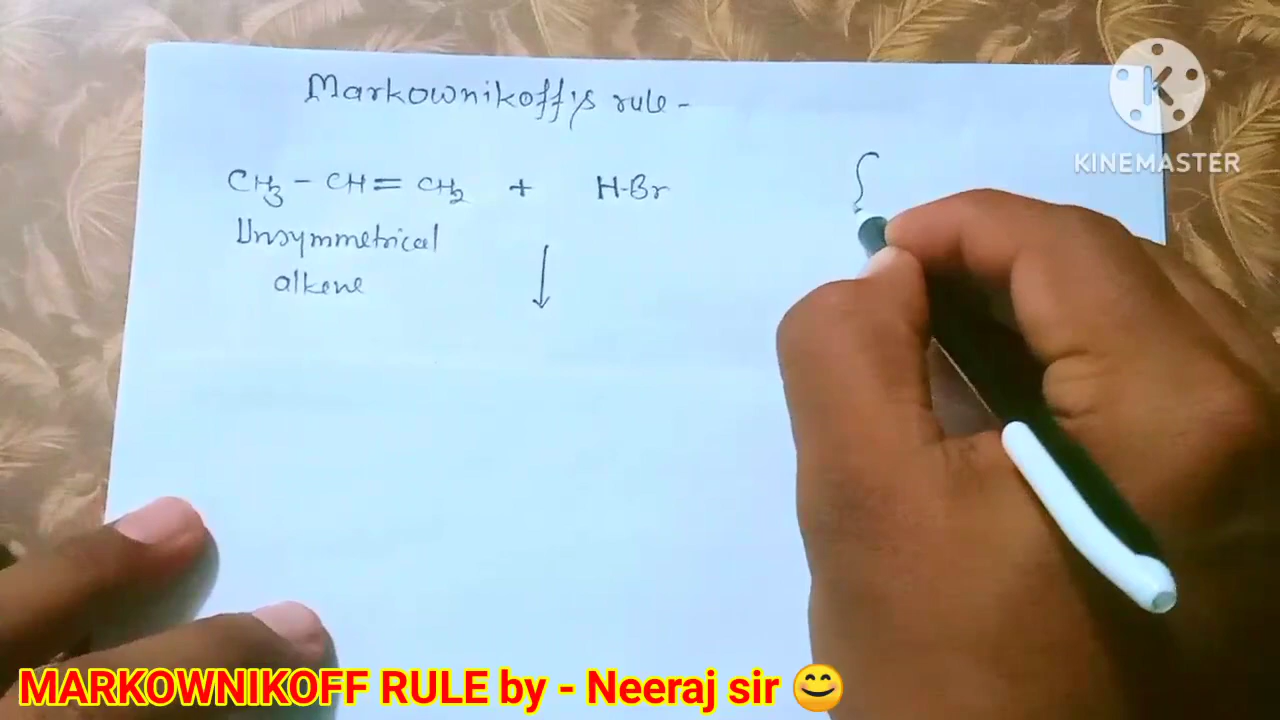 Markownikoff's rule -
KINEMASTER
CH3 - CH = CH2 + H-Br
Unsymmetrical
alkene
MARKOWNIKOFF RULE by - Neeraj sir 😊